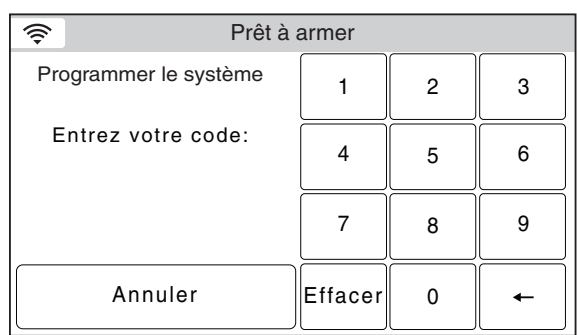 Prêt à armer
Programmer le système
Entrez votre code:
1 2 3
4 5 6
7 8 9
Annuler Effacer 0 ←